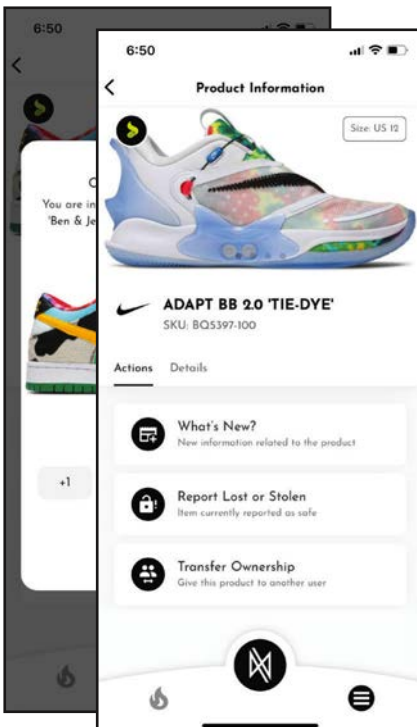 6:50
You are in
'Ben & Je
+1
6:50
Product Information
Size: US 12
ADAPT BB 2.0 'TIE-DYE'
SKU: BQ5397-100
Actions Details
What's New?
New information related to the product
Report Lost or Stolen
Item currently reported as safe
Transfer Ownership
Give this product to another user